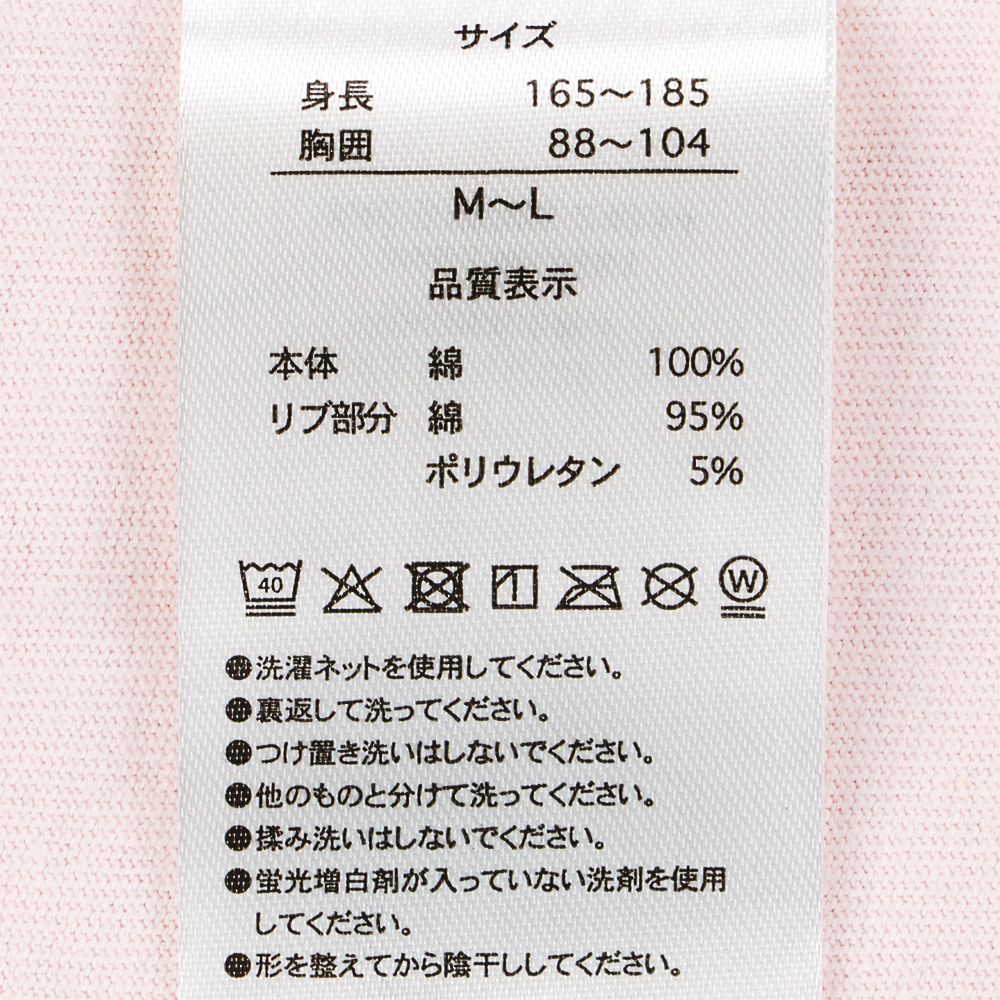 サイズ
身長 165～185
胸囲 88～104
M～L
品質表示
本体 綿 100%
リブ部分 綿 95%
ポリウレタン 5%
40 W
●洗濯ネットを使用してください。
●裏返して洗ってください。
●つけ置き洗いはしないでください。
●他のものと分けて洗ってください。
●揉み洗いはしないでください。
●蛍光増白剤が入っていない洗剤を使用
してください。
●形を整えてから陰干ししてください。